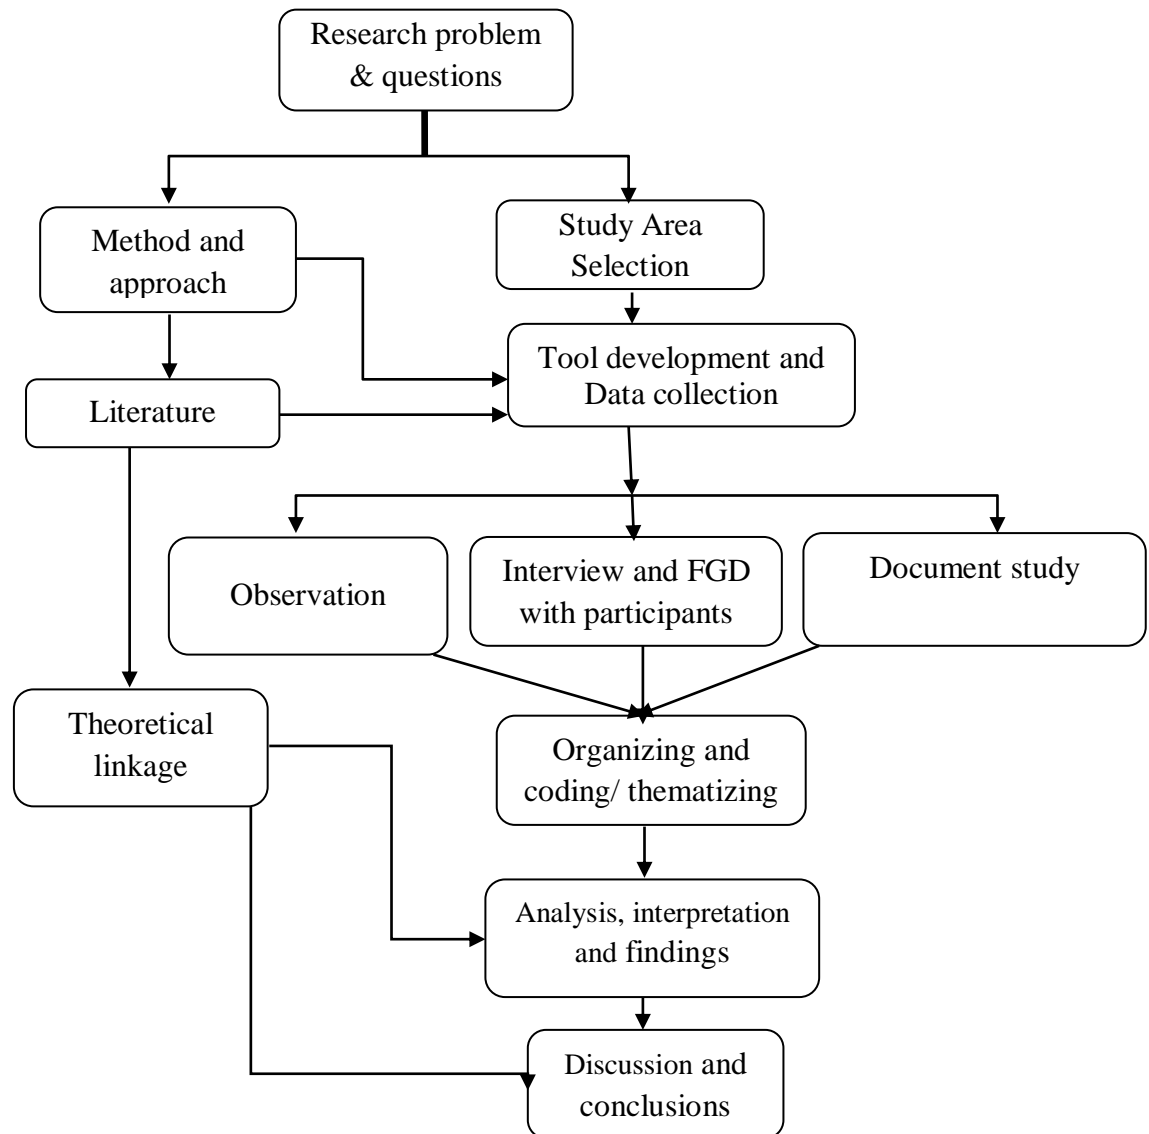 Research problem
& questions
Method and
approach
Study Area
Selection
Tool development and
Data collection
Literature
Observation
Interview and FGD
with participants
Document study
Theoretical
linkage
Organizing and
coding/ thematizing
Analysis, interpretation
and findings
Discussion and
conclusions